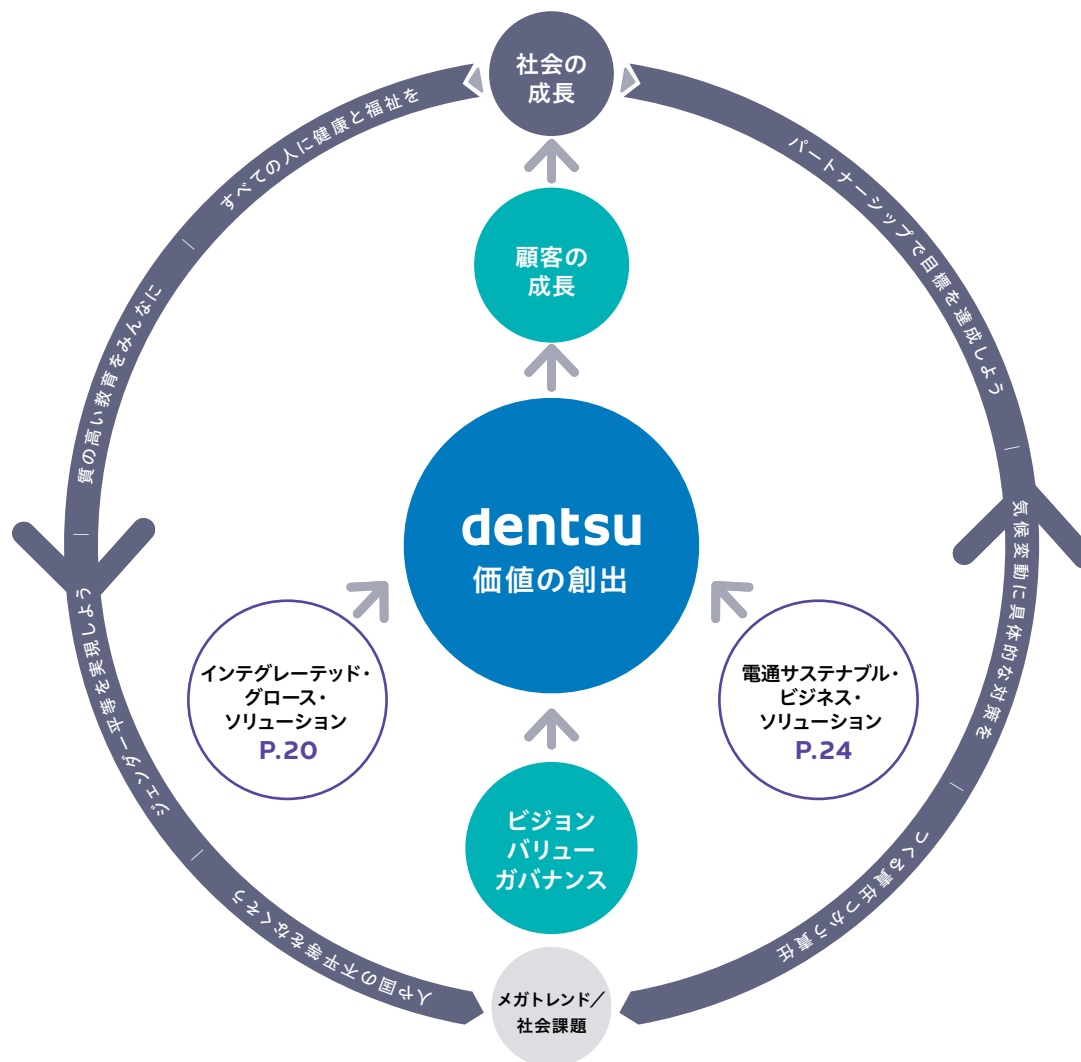 社会の
成長
顧客の
成長
dentsu
価値の創出
インテグレーテッド・
グロース・
ソリューション
P.20
電通サステナブル・
ビジネス・
ソリューション
P.24
ビジョン
バリュー
ガバナンス
メガトレンド／
社会課題
すべての人に健康と福祉を
質の高い教育をみんなに
ジェンダー平等を実現しよう
人や国の不平等をなくそう
パートナーシップで目標を達成しよう
気候変動に具体的な対策を
つくる責任つかう責任